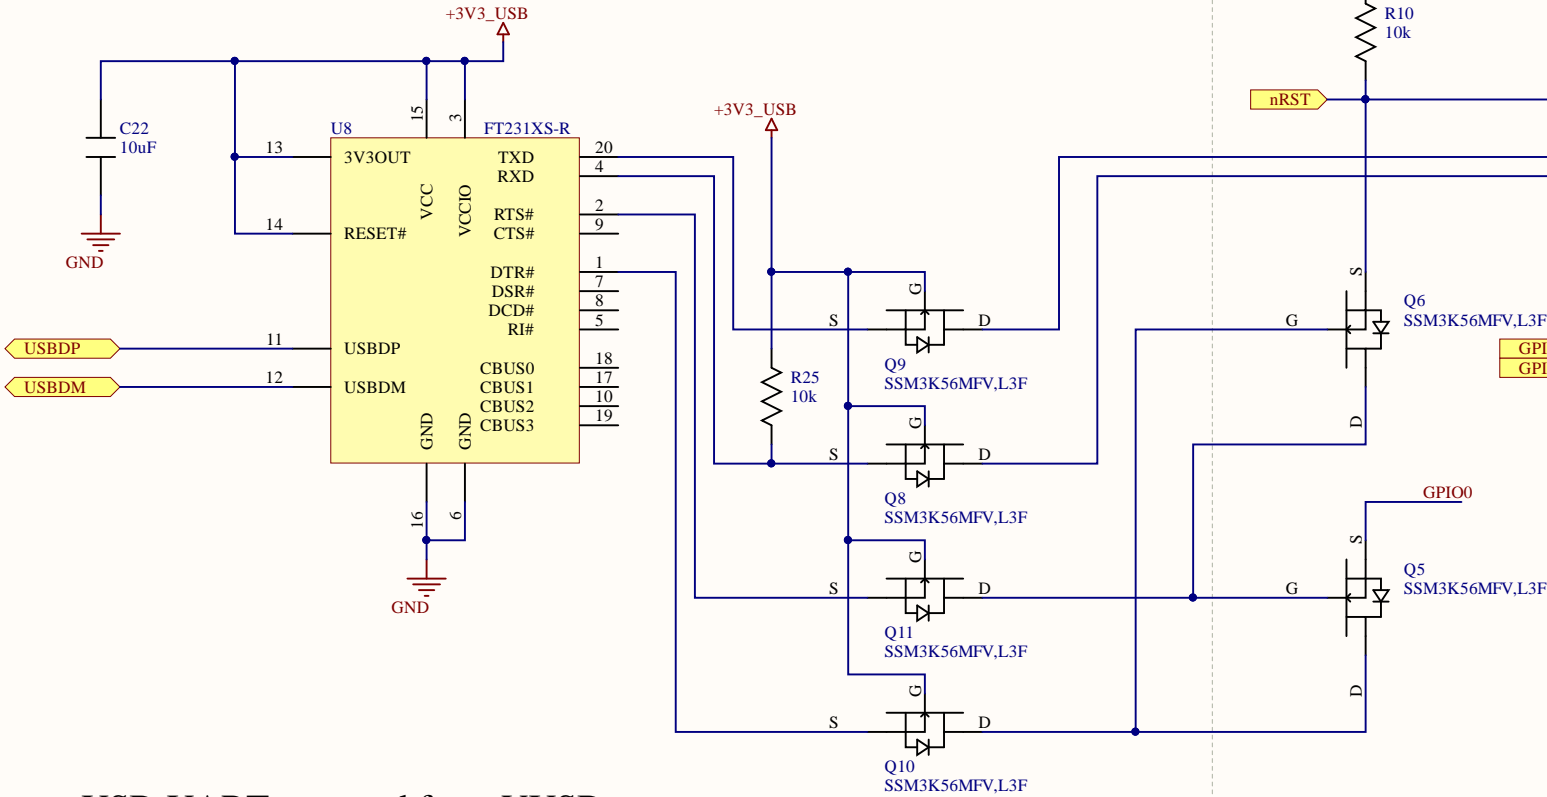 +3V3_USB
R10
10k
nRST
+3V3_USB
C22
10uF
GND
U8
FT231XS-R
15
3
13
3V3OUT
14
RESET#
11
USBDP
12
USBDM
VCC
VCCIO
TXD
20
RXD
4
RTS#
2
CTS#
9
DTR#
1
DSR#
7
DCD#
8
RI#
5
CBUS0
18
CBUS1
17
CBUS2
10
CBUS3
19
GND
GND
16
6
GND
USBDP
USBDM
R25
10k
S
G
D
Q9
SSM3K56MFV,L3F
S
G
D
Q8
SSM3K56MFV,L3F
S
G
D
Q11
SSM3K56MFV,L3F
S
G
D
Q10
SSM3K56MFV,L3F
S
G
D
Q6
SSM3K56MFV,L3F
GPI
GPI
GPIO0
S
G
D
Q5
SSM3K56MFV,L3F